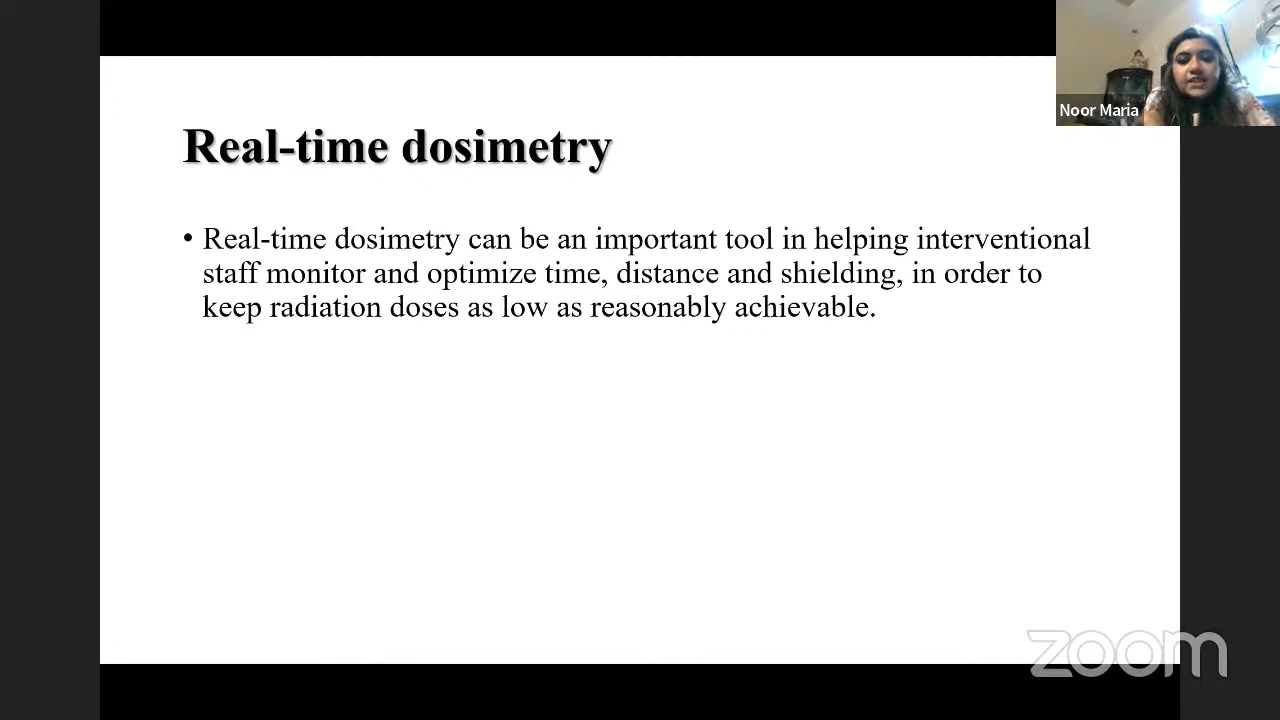 Noor Maria
Real-time dosimetry
• Real-time dosimetry can be an important tool in helping interventional
staff monitor and optimize time, distance and shielding, in order to
keep radiation doses as low as reasonably achievable.
zoom